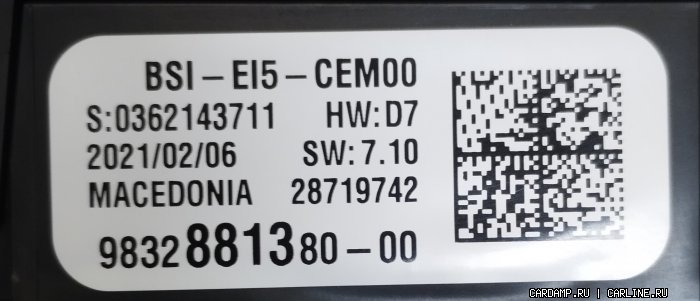 BSI – EI5 – CEM00
S:0362143711 HW:D7
2021/02/06 SW:7.10
MACEDONIA 28719742
9832881380 – 00
CARDAMP.RU | CARLINE.RU